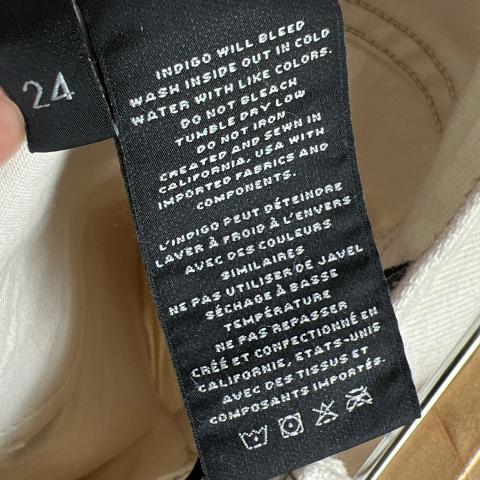 24
INDIGO WILL BLEED
WASH INSIDE OUT IN COLD
WATER WITH LIKE COLORS.
DO NOT BLEACH
TUMBLE DRY LOW
DO NOT IRON
CREATED AND SEWN IN
CALIFORNIA, USA WITH
IMPORTED FABRICS AND
COMPONENTS.
L'INDIGO PEUT DÉTEINDRE
LAVER À FROID À L'ENVERS
AVEC DES COULEURS
SIMILAIRES
NE PAS UTILISER DE JAVEL
SÉCHAGE À BASSE
TEMPÉRATURE
NE PAS REPASSER
CRÉÉ ET CONFECTIONNÉ EN
CALIFORNIE, ETATS-UNIS
AVEC DES TISSUS ET
COMPOSANTS IMPORTÉS.